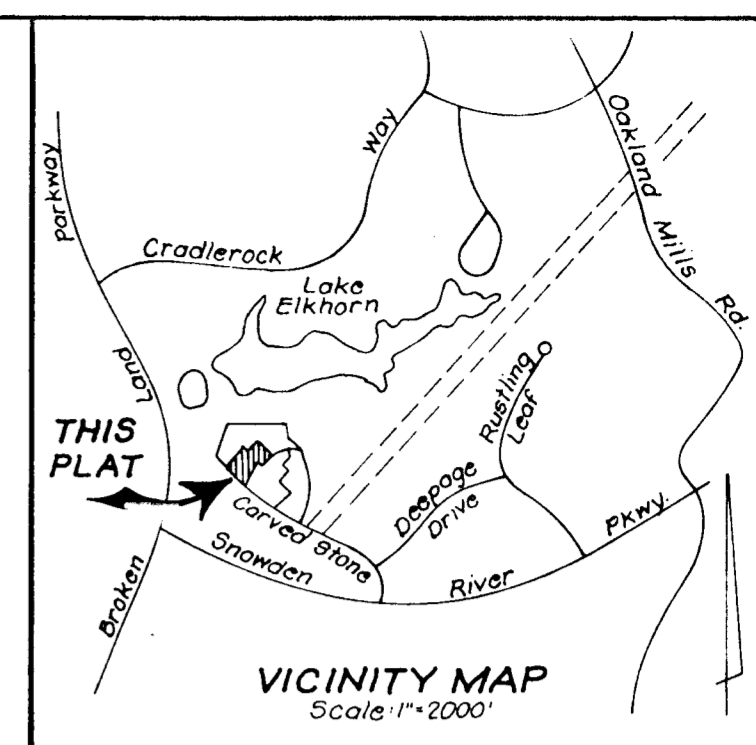 Parkway
Way
Oakland Mills Rd.
Cradlerock
Lake
Elkhorn
Land
Rustling
Leaf
THIS
PLAT
Deepage
Drive
Carved Stone
Pkwy.
Snowden
River
Broken
VICINITY MAP
Scale: 1"=2000'